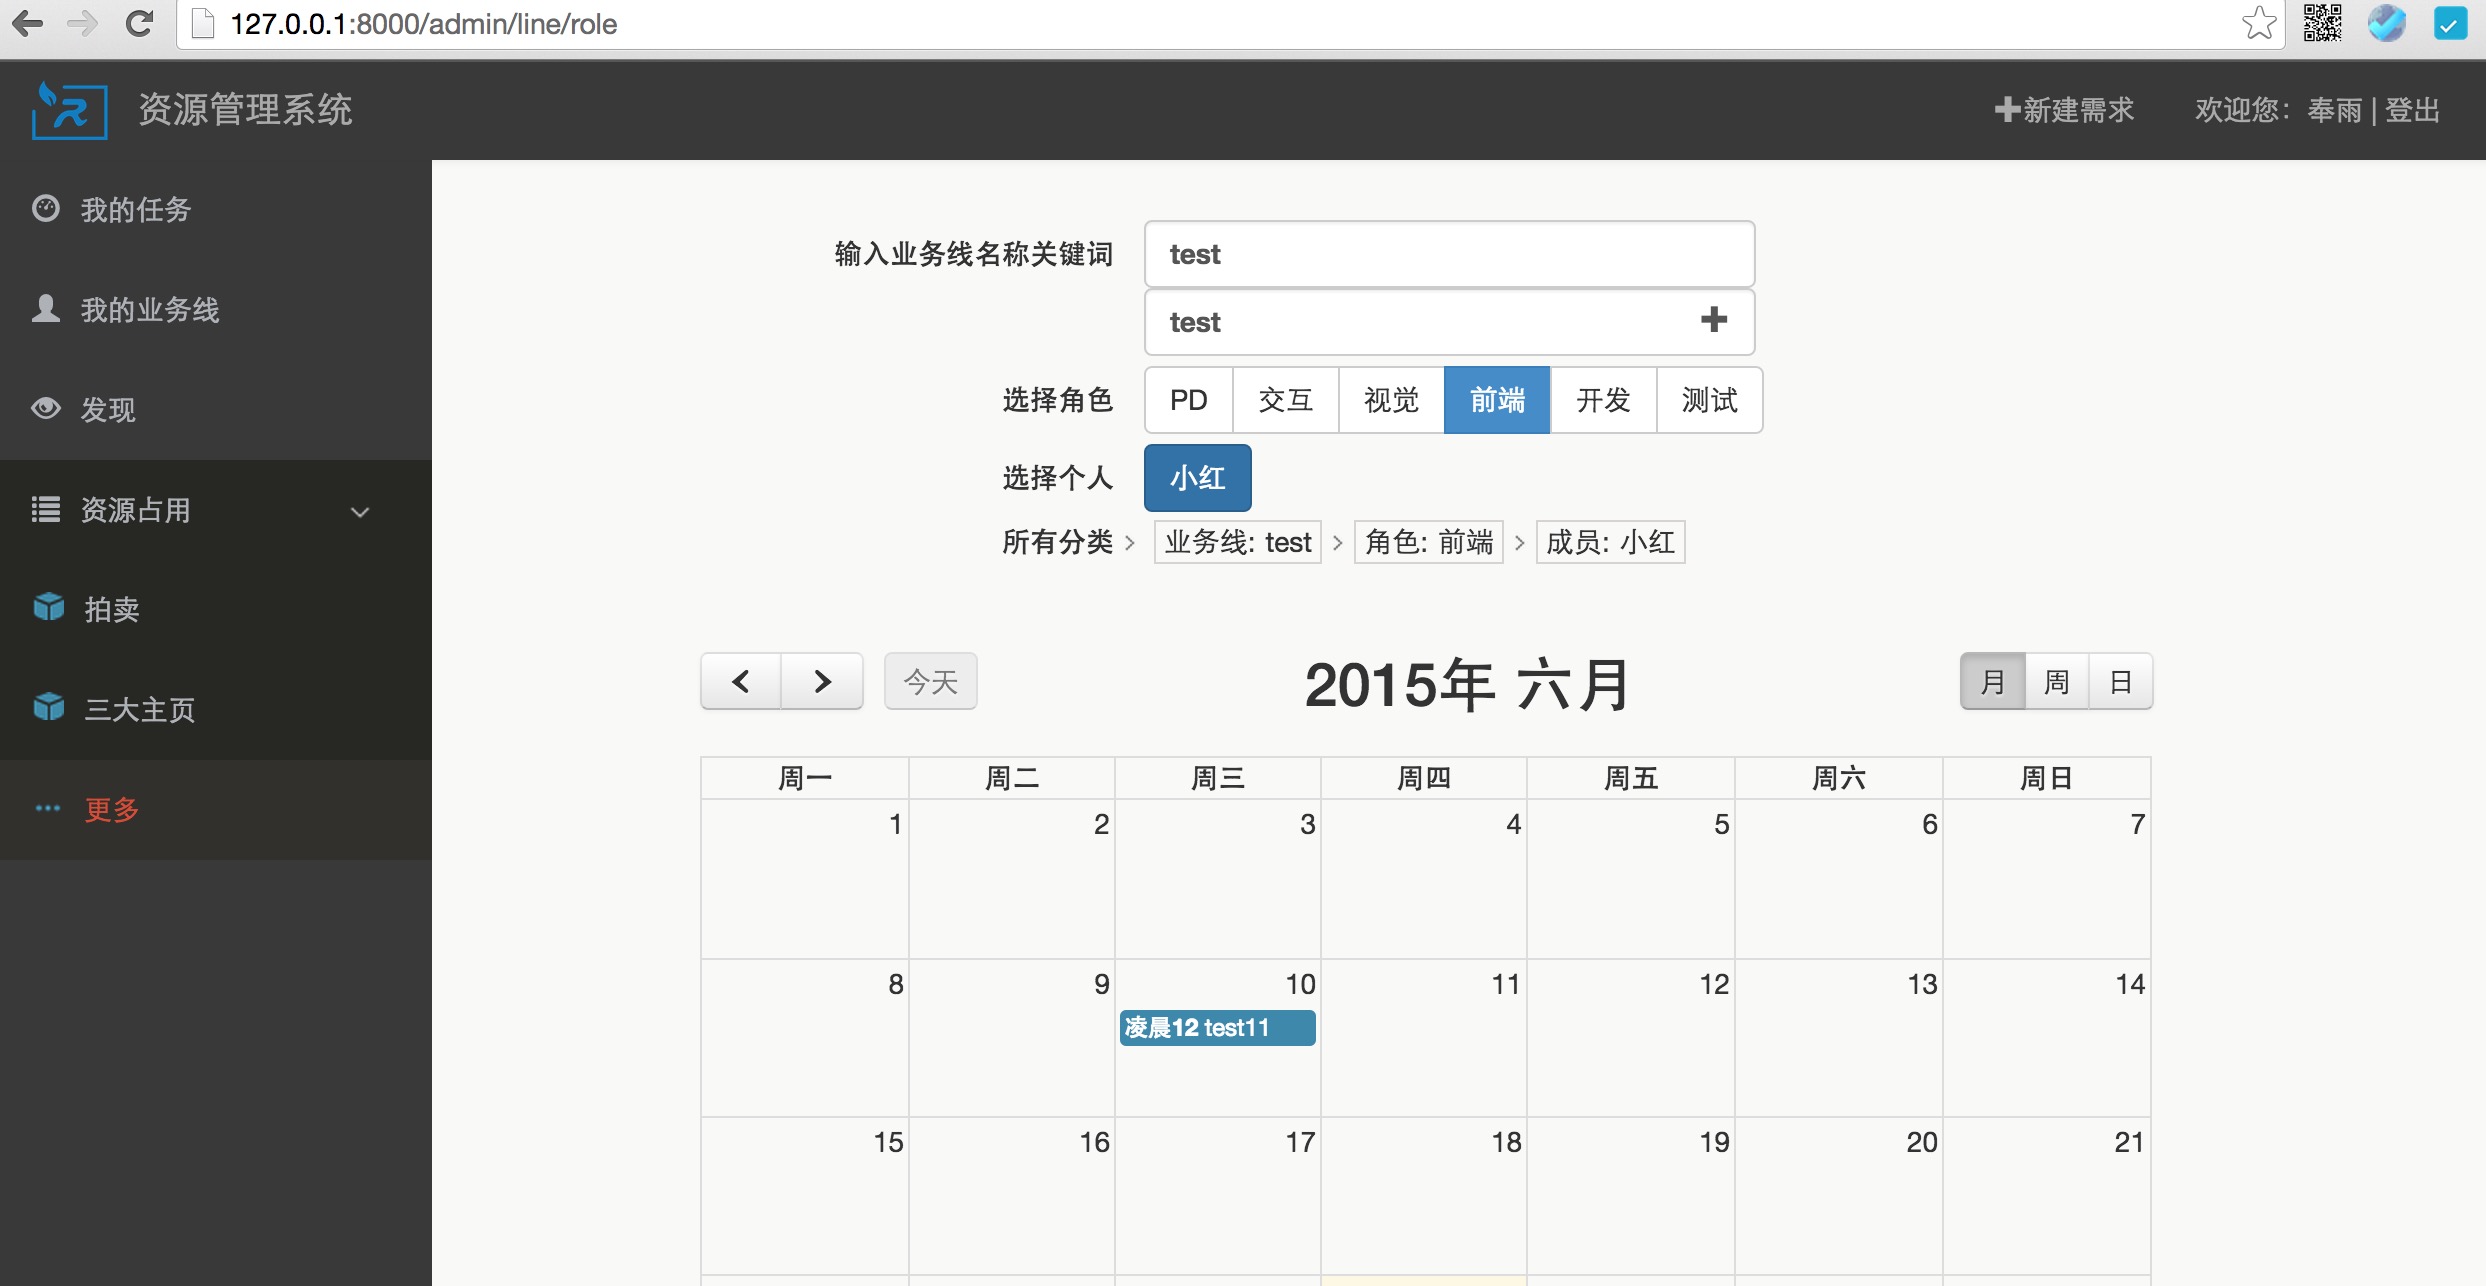 127.0.0.1:8000/admin/line/role
资源管理系统
新建需求
欢迎您：奉雨 | 登出
我的任务
我的业务线
发现
资源占用
拍卖
三大主页
更多
输入业务线名称关键词
test
test
选择角色
PD 交互 视觉 前端 开发 测试
选择个人
小红
所有分类 > 业务线: test > 角色: 前端 > 成员: 小红
今天
2015年 六月
月 周 日
周一 周二 周三 周四 周五 周六 周日
1 2 3 4 5 6 7
8 9 10 11 12 13 14
凌晨12 test11
15 16 17 18 19 20 21